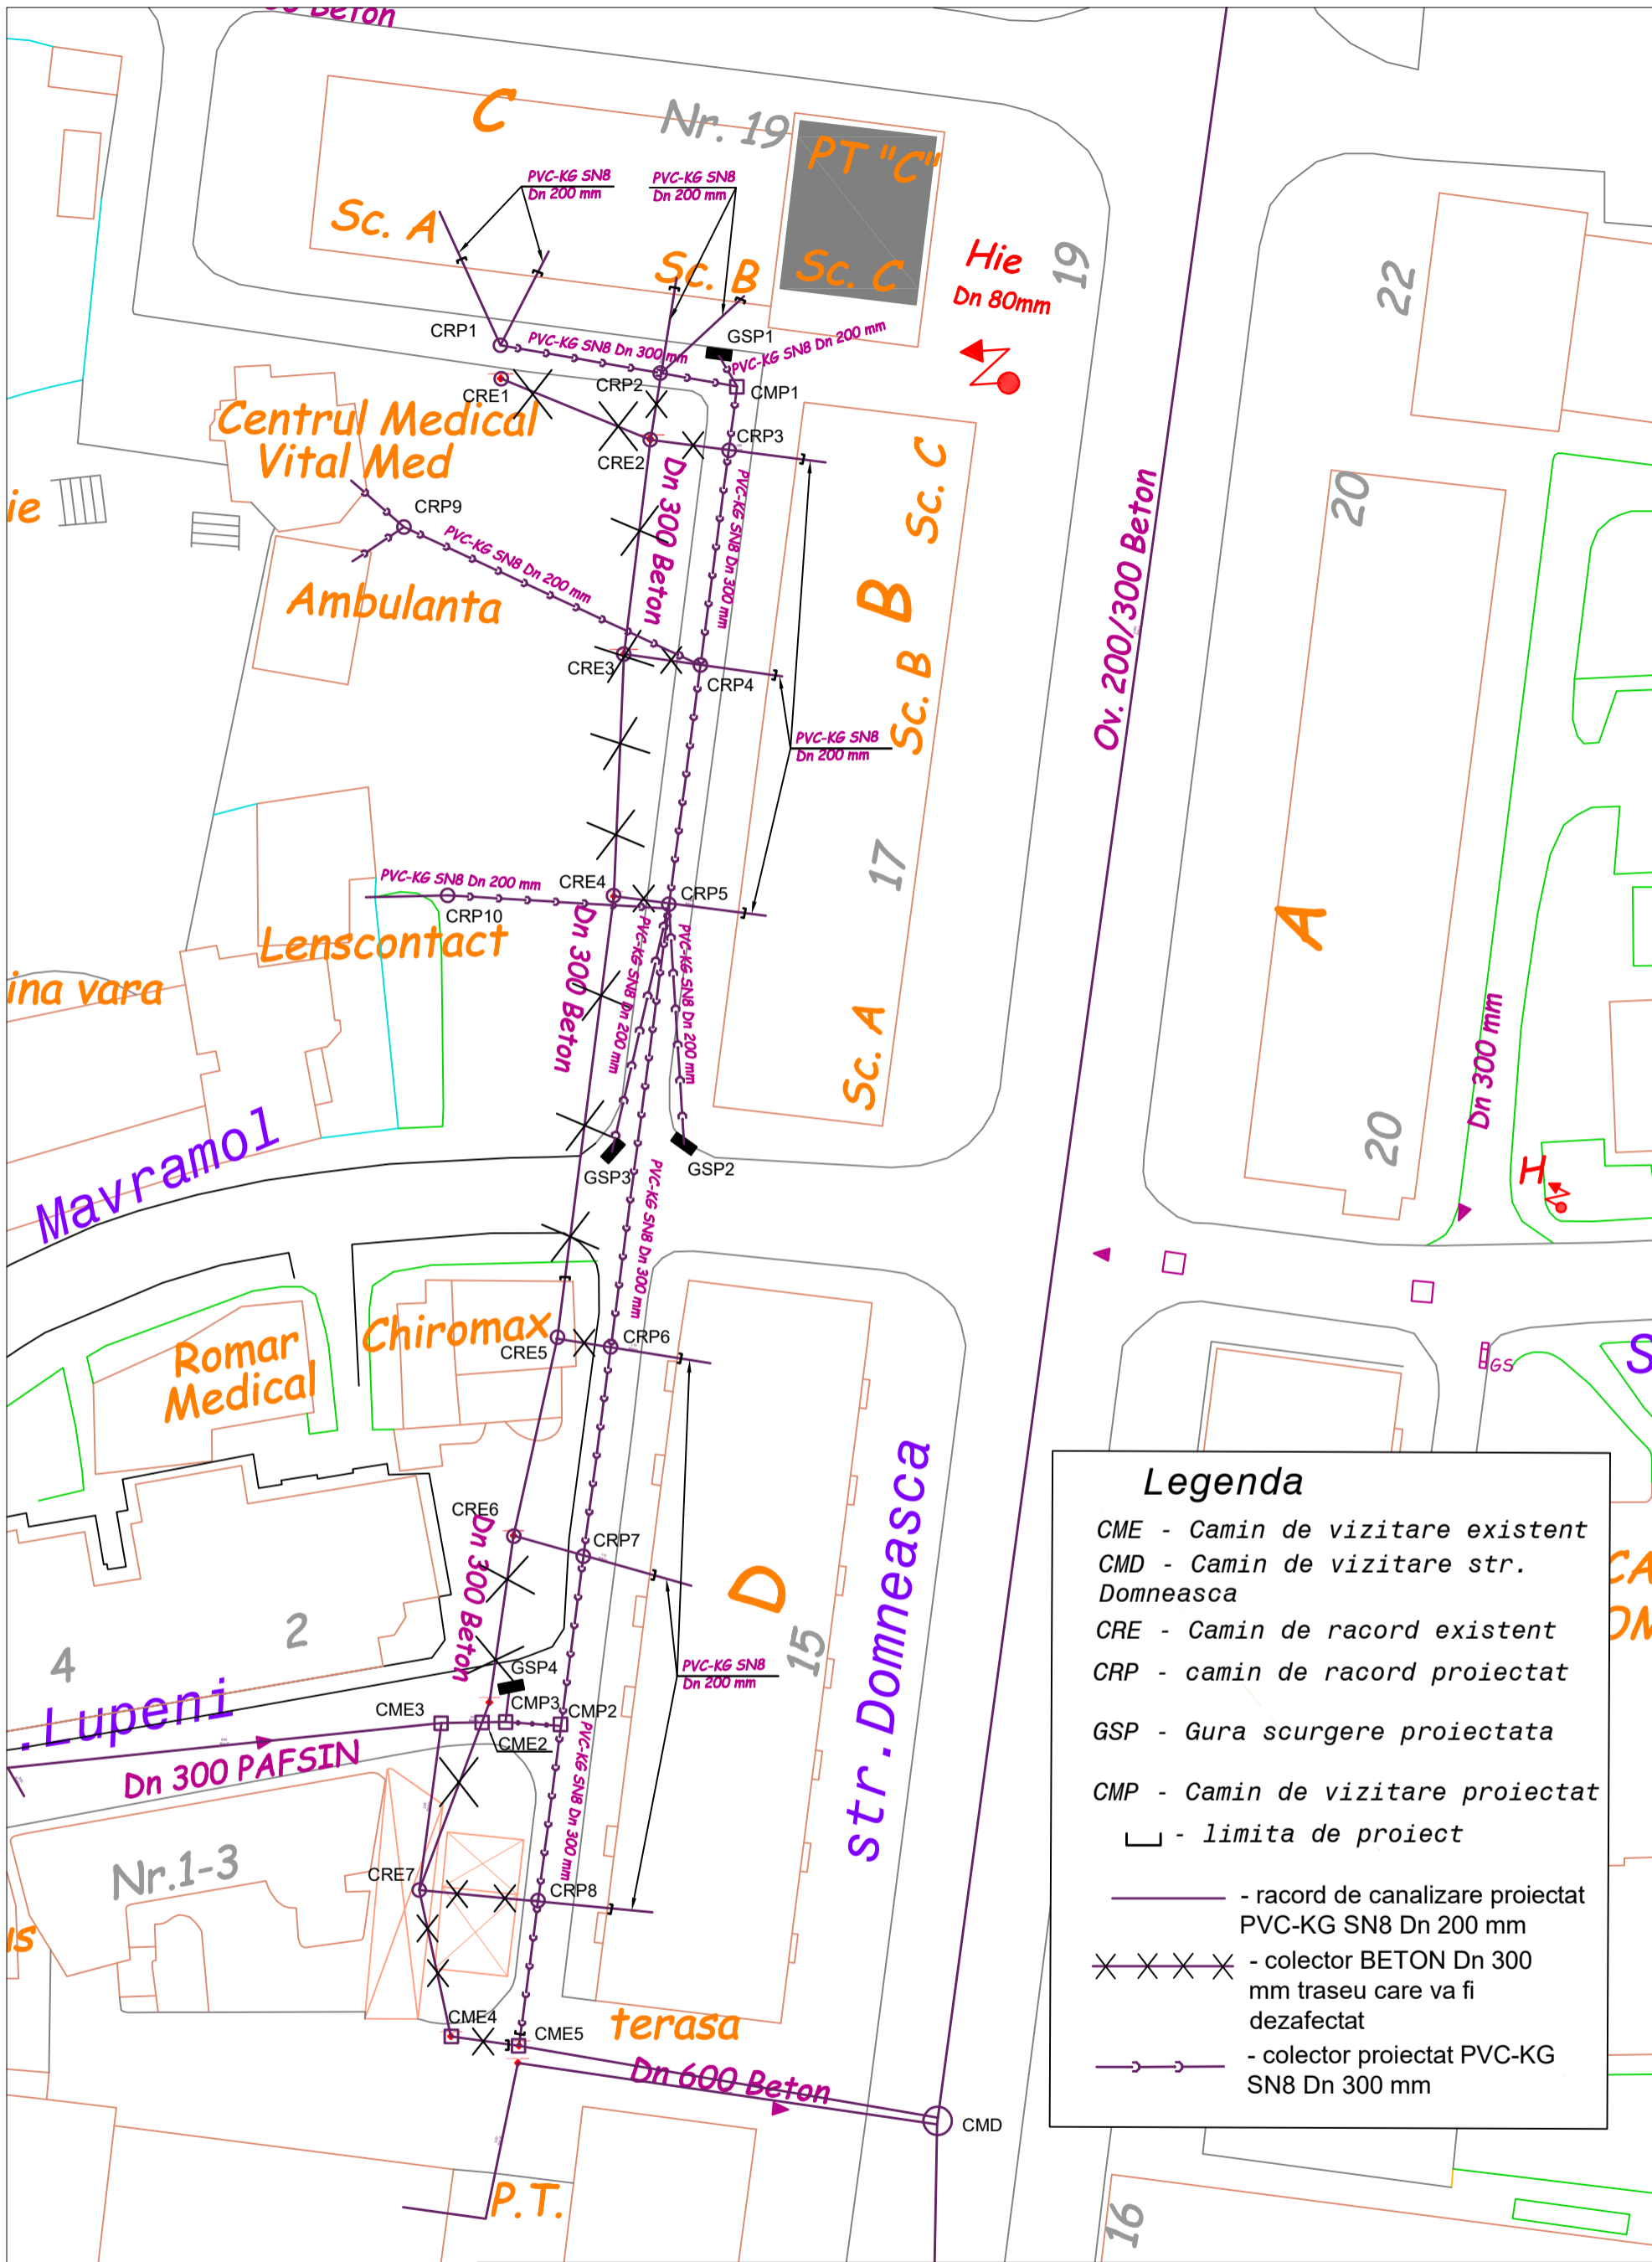 Beton
C
Nr. 19
PT "C"
PVC-KG SN8
Dn 200 mm
PVC-KG SN8
Dn 200 mm
Sc. A
Sc. B
Sc. C
Hie
Dn 80mm
19
22
CRP1
PVC-KG SN8 Dn 300 mm
GSP1
PVC-KG SN8 Dn 200 mm
CRE1
CRP2
CMP1
Centrul Medical
Vital Med
CRE2
CRP3
Sc. C
ie
CRP9
PVC-KG SN8 Dn 200 mm
Dn 300 Beton
PVC-KG SN8 Dn 300 mm
Ov. 200/300 Beton
20
Ambulanta
B
Sc. B
CRE3
CRP4
PVC-KG SN8
Dn 200 mm
PVC-KG SN8 Dn 200 mm
CRE4
CRP5
17
CRP10
Lenscontact
A
ina vara
Dn 300 Beton
PVC-KG SN8 Dn 200 mm
PVC-KG SN8 Dn 200 mm
Sc. A
Dn 300 mm
20
Mavramol
GSP3
GSP2
H
PVC-KG SN8 Dn 300 mm
Romar
Medical
Chiromax
CRE5
CRP6
GS
S
CRE6
CRP7
Dn 300 Beton
D
15
str.Domneasca
2
4
PVC-KG SN8
Dn 200 mm
GSP4
.Lupeni
CME3
CMP3
CMP2
CME2
Dn 300 PAFSIN
PVC-KG SN8 Dn 300 mm
Nr.1-3
CRE7
CRP8
us
CME4
CME5
terasa
Dn 600 Beton
CMD
P.T.
16
CA
OM
Legenda
CME - Camin de vizitare existent
CMD - Camin de vizitare str.
Domneasca
CRE - Camin de racord existent
CRP - camin de racord proiectat
GSP - Gura scurgere proiectata
CMP - Camin de vizitare proiectat
- limita de proiect
- racord de canalizare proiectat
PVC-KG SN8 Dn 200 mm
- colector BETON Dn 300
mm traseu care va fi
dezafectat
- colector proiectat PVC-KG
SN8 Dn 300 mm